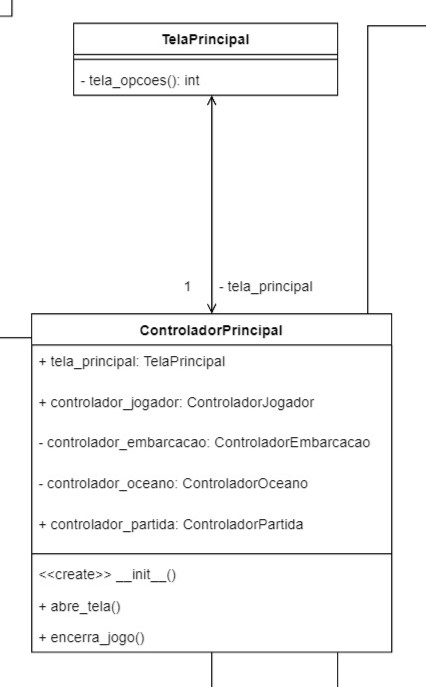 TelaPrincipal
- tela_opcoes(): int
1 - tela_principal
ControladorPrincipal
+ tela_principal: TelaPrincipal
+ controlador_jogador: ControladorJogador
- controlador_embarcacao: ControladorEmbarcacao
- controlador_oceano: ControladorOceano
+ controlador_partida: ControladorPartida
<<create>> __init__()
+ abre_tela()
+ encerra_jogo()